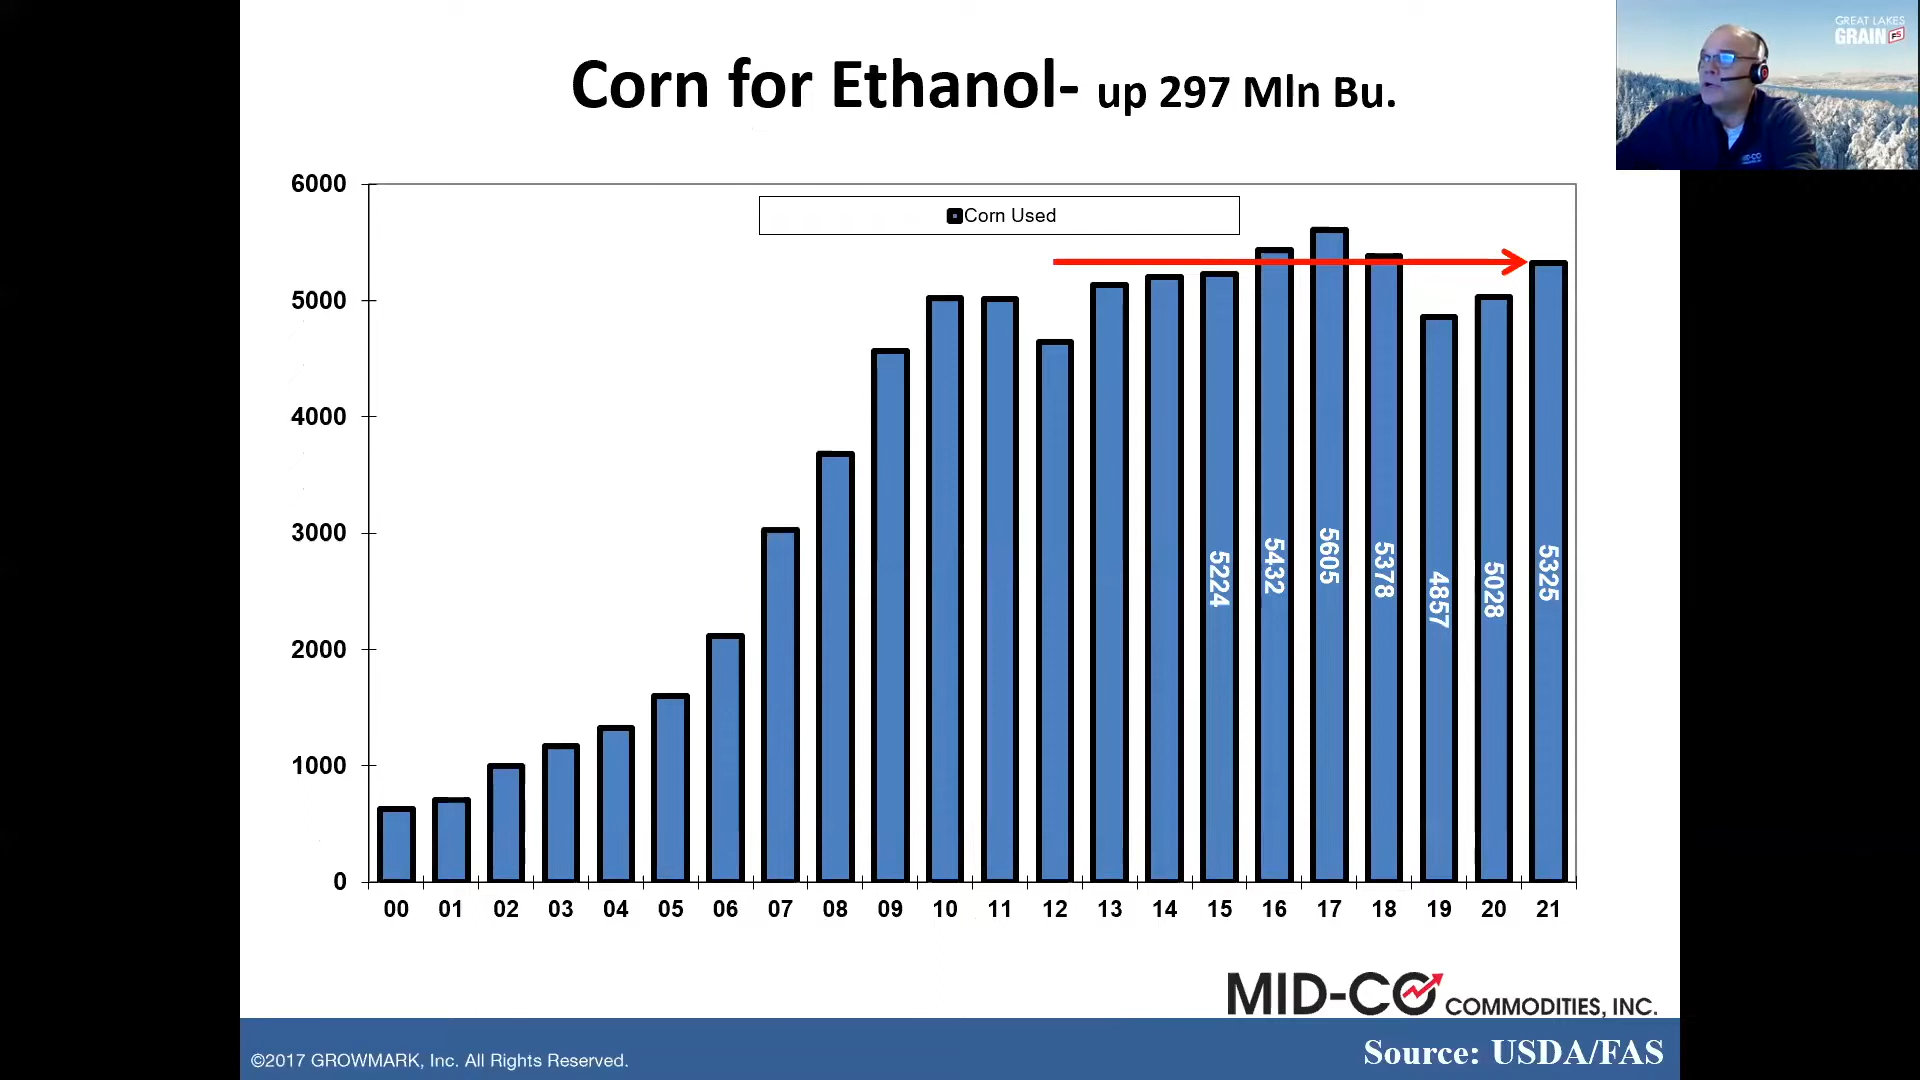 Corn for Ethanol- up 297 Mln Bu.
GREAT LAKES
GRAIN FS
Corn Used
6000
5000
4000
3000
2000
1000
0
5224
5432
5605
5378
4857
5028
5325
00 01 02 03 04 05 06 07 08 09 10 11 12 13 14 15 16 17 18 19 20 21
MID-CO COMMODITIES, INC.
©2017 GROWMARK, Inc. All Rights Reserved.
Source: USDA/FAS
MID-CO